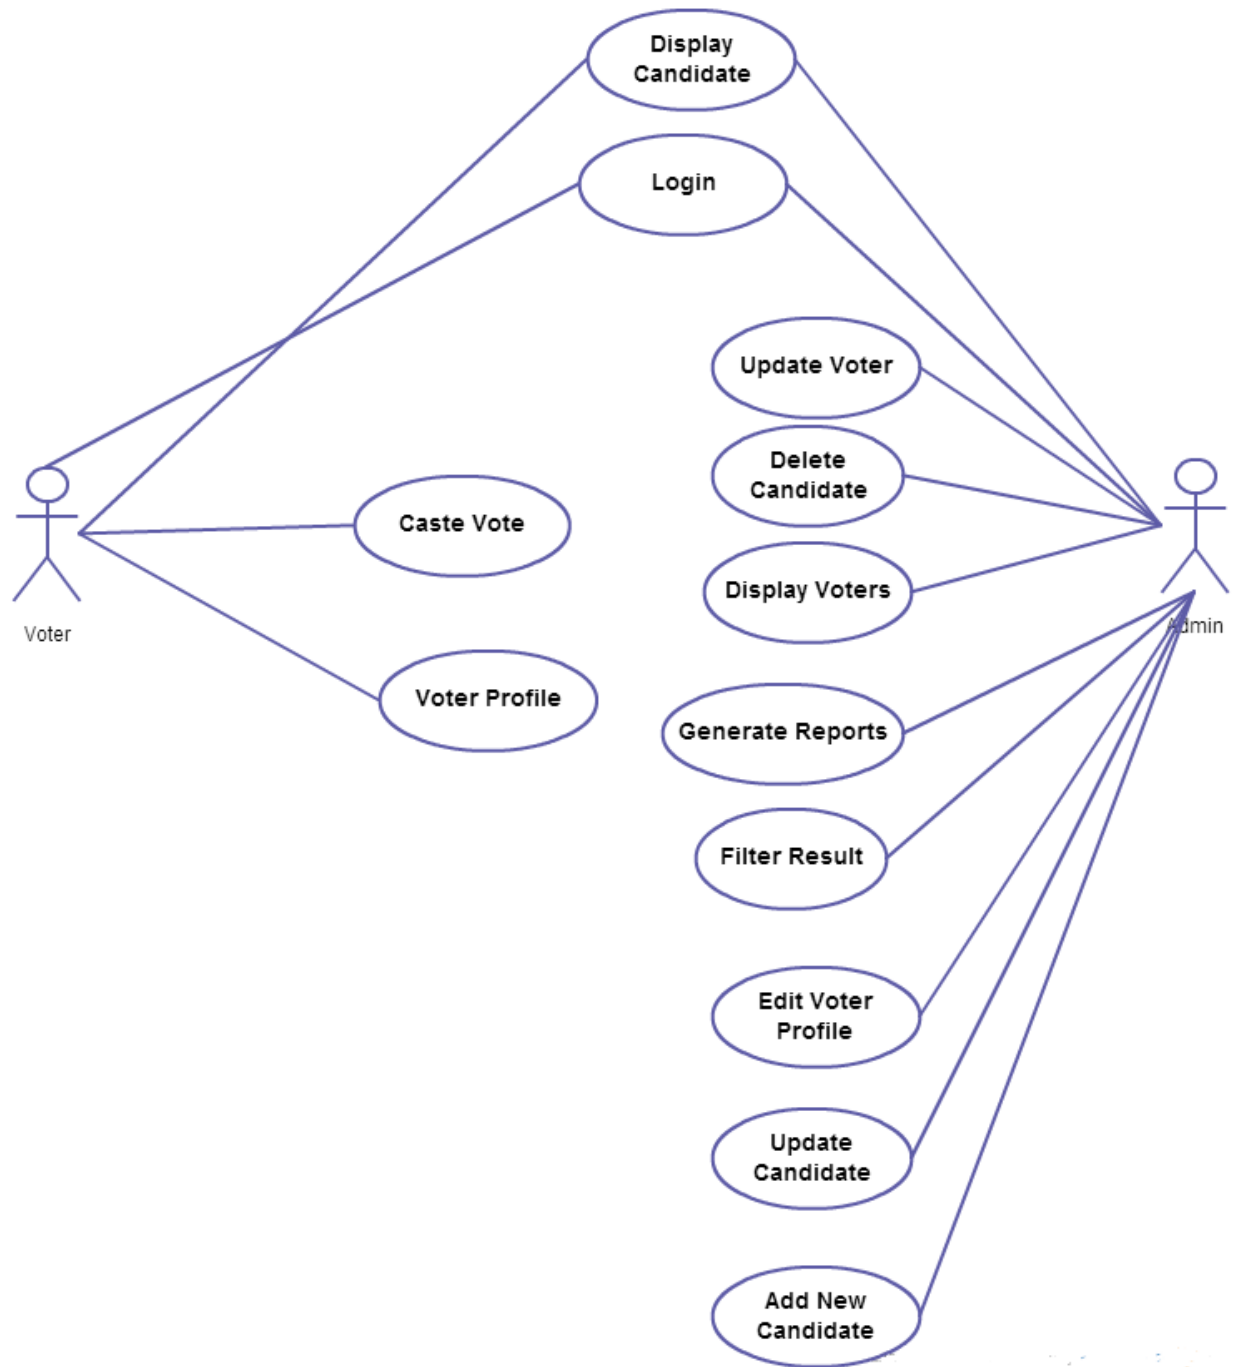 Display
Candidate
Login
Update Voter
Delete
Candidate
Caste Vote
Display Voters
Voter
Admin
Voter Profile
Generate Reports
Filter Result
Edit Voter
Profile
Update
Candidate
Add New
Candidate